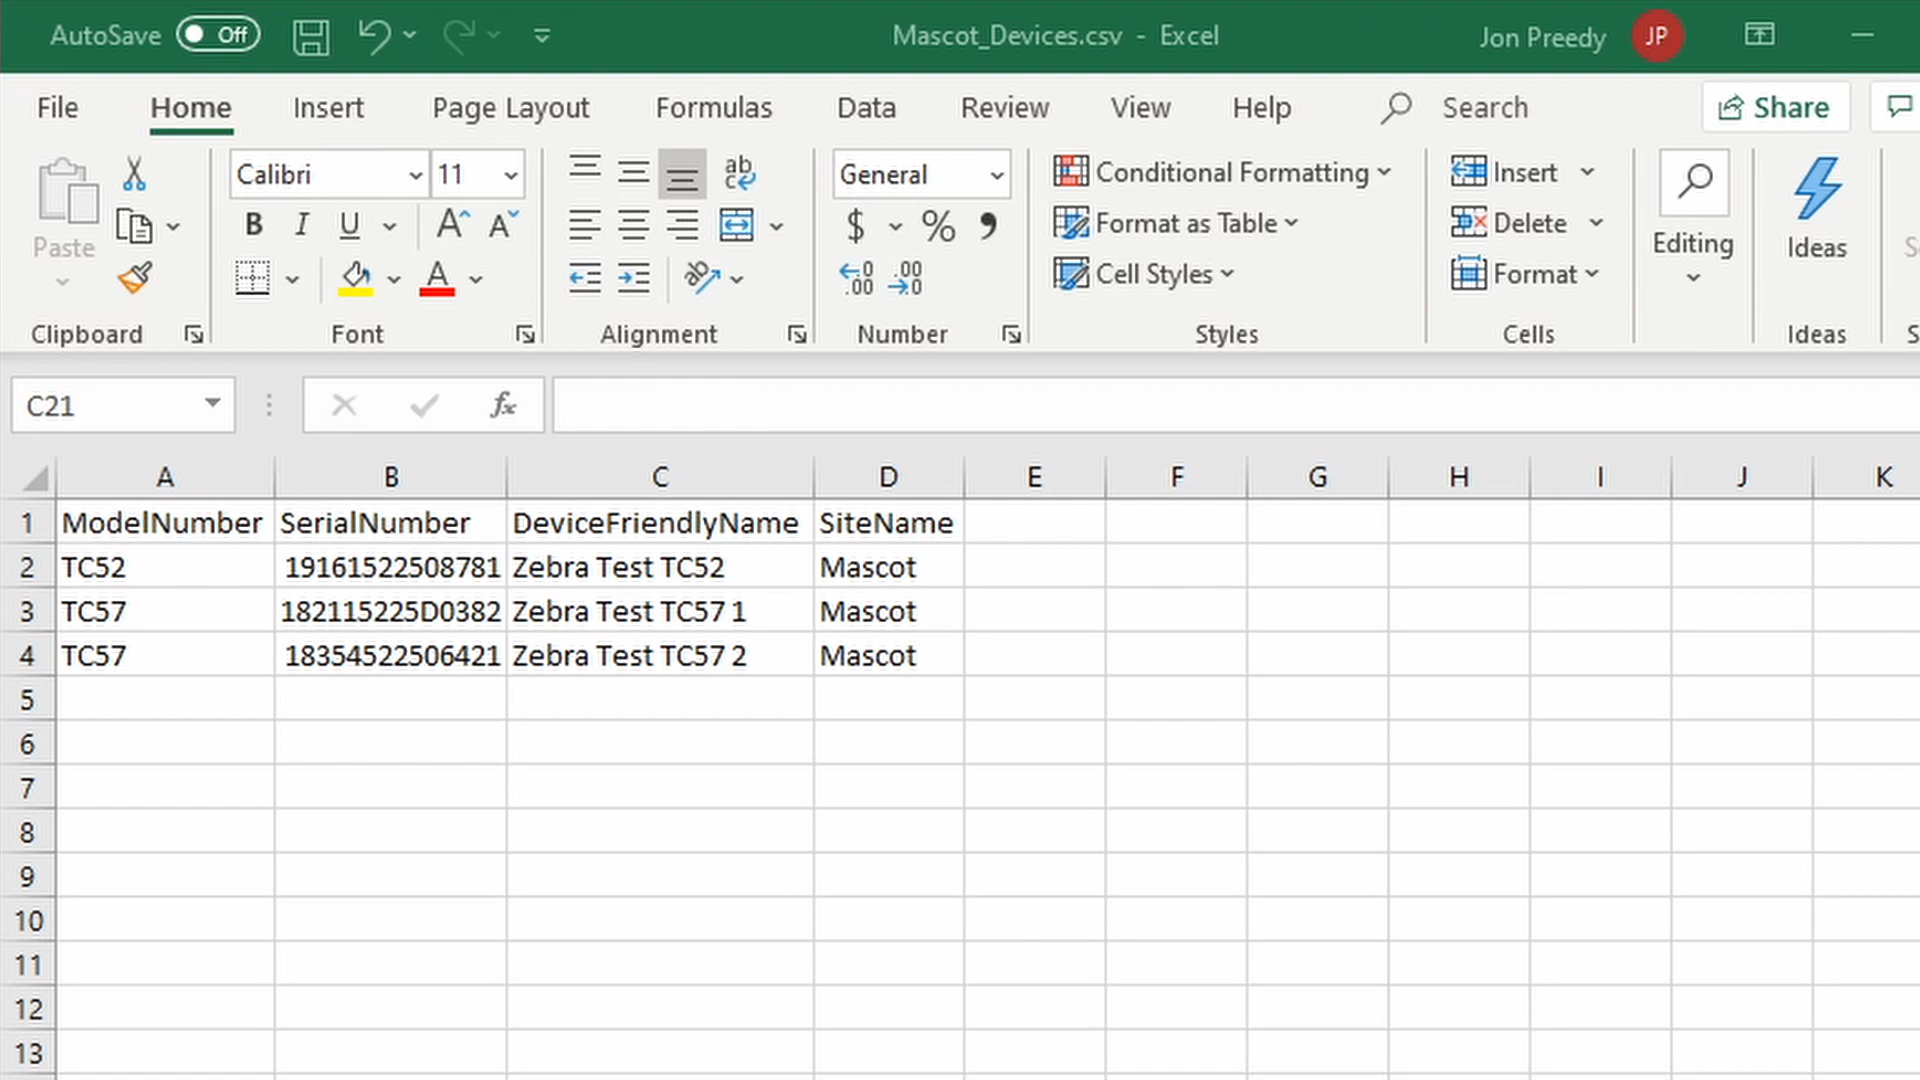 AutoSave Off Mascot_Devices.csv - Excel Jon Preedy JP
File Home Insert Page Layout Formulas Data Review View Help Search Share
Calibri 11 ab General Conditional Formatting Insert
Paste B I U A A $ % Format as Table Delete Editing Ideas
A Cell Styles Format
Clipboard Font Alignment Number Styles Cells Ideas
C21 fx
A B C D E F G H I J K
1 ModelNumber SerialNumber DeviceFriendlyName SiteName
2 TC52 19161522508781 Zebra Test TC52 Mascot
3 TC57 182115225D0382 Zebra Test TC57 1 Mascot
4 TC57 18354522506421 Zebra Test TC57 2 Mascot
5
6
7
8
9
10
11
12
13